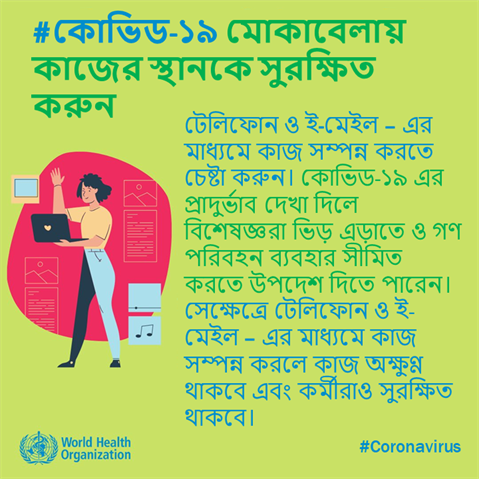 #কোভিড-১৯ মোকাবেলায়
কাজের স্থানকে সুরক্ষিত
করুন
টেলিফোন ও ই-মেইল – এর
মাধ্যমে কাজ সম্পন্ন করতে
চেষ্টা করুন। কোভিড-১৯ এর
প্রাদুর্ভাব দেখা দিলে
বিশেষজ্ঞরা ভিড় এড়াতে ও গণ
পরিবহন ব্যবহার সীমিত
করতে উপদেশ দিতে পারেন।
সেক্ষেত্রে টেলিফোন ও ই-
মেইল – এর মাধ্যমে কাজ
সম্পন্ন করলে কাজ অক্ষুণ্ণ
থাকবে এবং কর্মীরাও সুরক্ষিত
থাকবে।
World Health
Organization
#Coronavirus